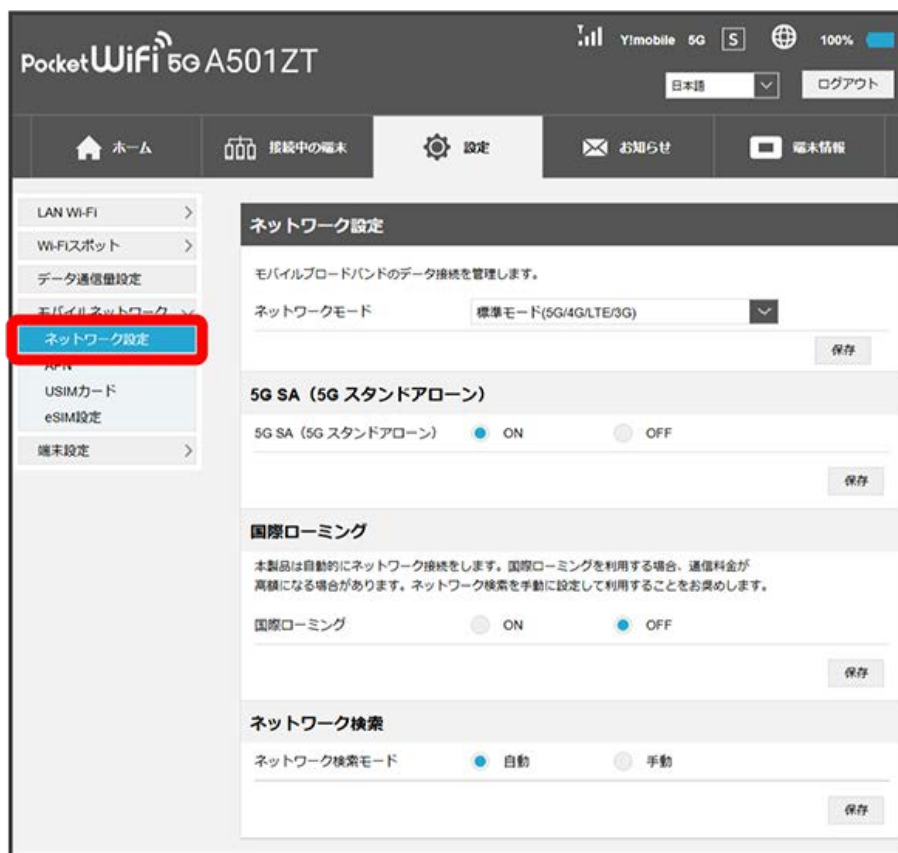 Pocket WiFi 5G A501ZT
Y!mobile 5G S 100%
日本語 ログアウト
ホーム 接続中の端末 設定 お知らせ 端末情報
LAN Wi-Fi
Wi-Fiスポット
データ通信量設定
モバイルネットワーク
ネットワーク設定
APN
USIMカード
eSIM設定
端末設定
ネットワーク設定
モバイルブロードバンドのデータ接続を管理します。
ネットワークモード 標準モード(5G/4G/LTE/3G)
保存
5G SA（5G スタンドアローン）
5G SA（5G スタンドアローン） ON OFF
保存
国際ローミング
本製品は自動的にネットワーク接続をします。国際ローミングを利用する場合、通信料金が
高額になる場合があります。ネットワーク検索を手動に設定して利用することをお奨めします。
国際ローミング ON OFF
保存
ネットワーク検索
ネットワーク検索モード 自動 手動
保存